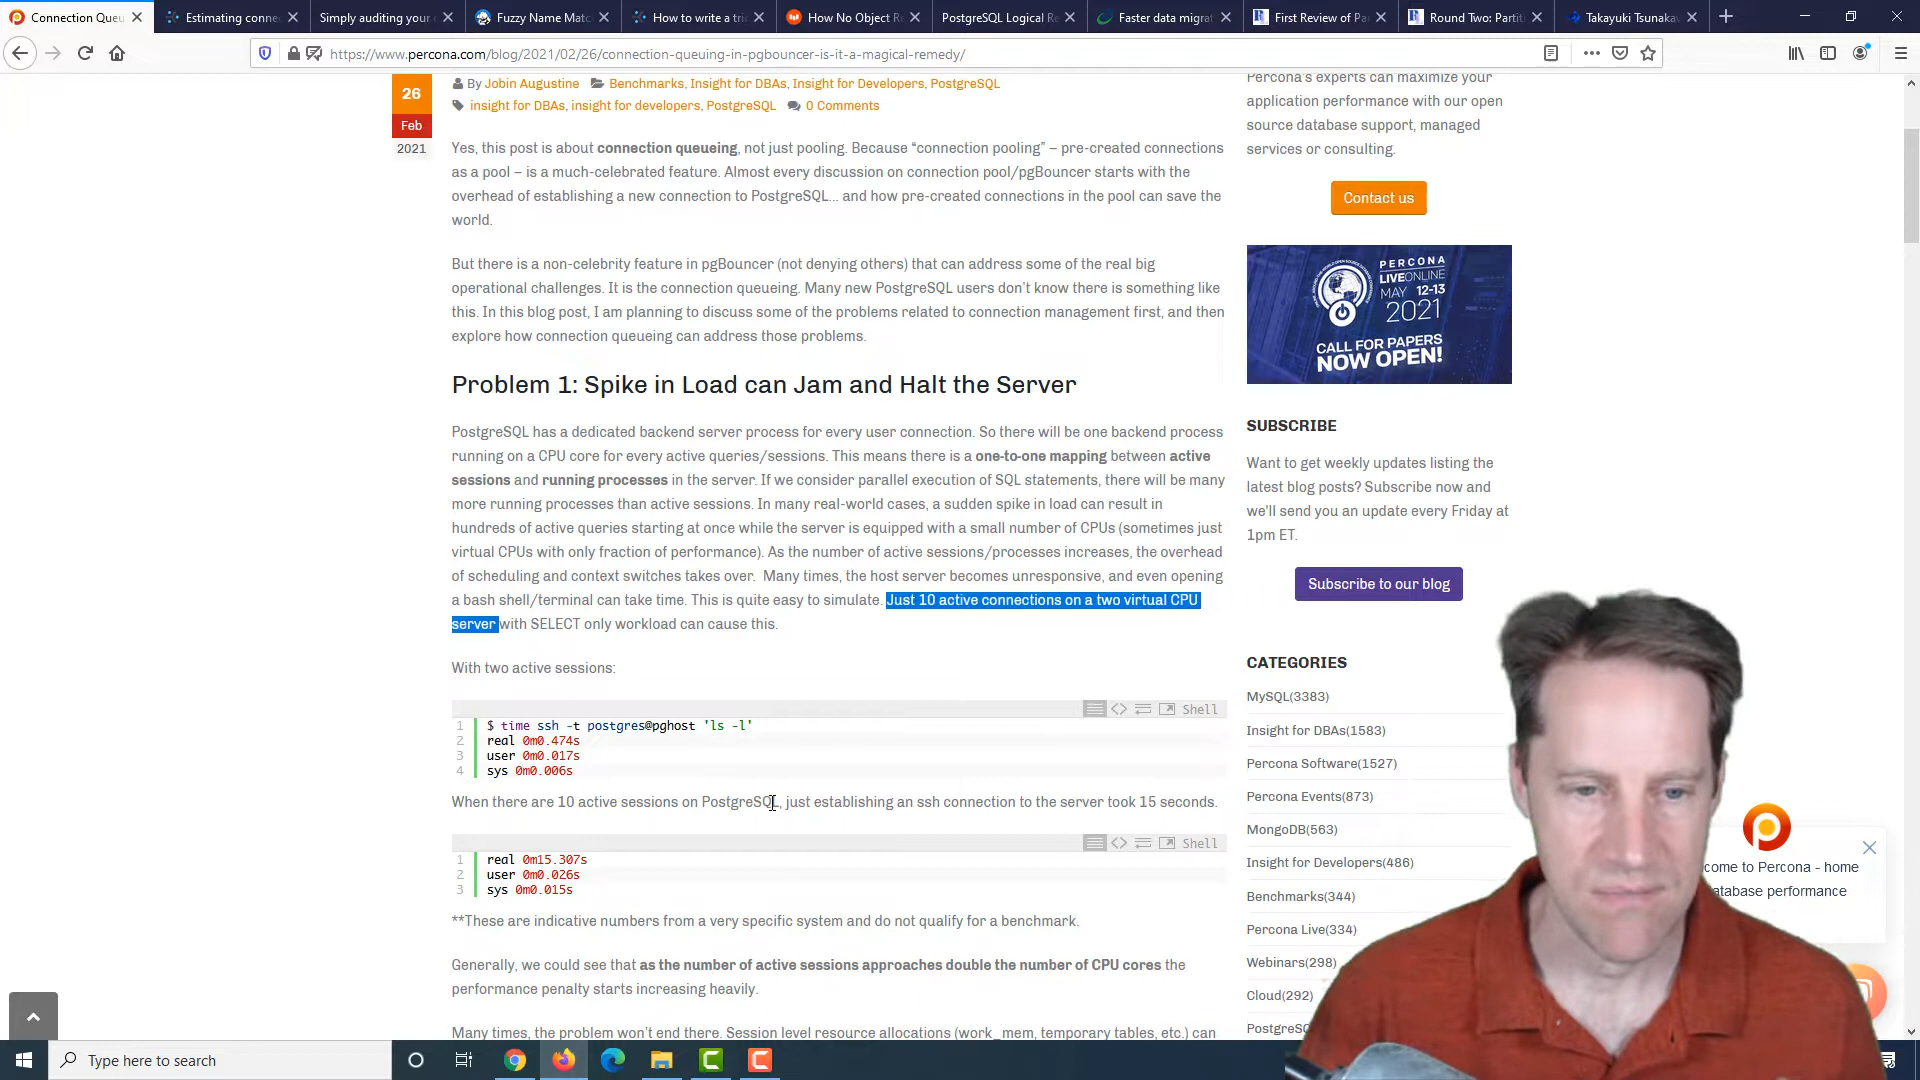 Connection Queu
Estimating conne
Simply auditing your
Fuzzy Name Matc
How to write a tri
How No Object R
PostgreSQL Logical Re
Faster data migrat
First Review of Pa
Round Two: Partiti
Takayuki Tsunaka
https://www.percona.com/blog/2021/02/26/connection-queuing-in-pgbouncer-is-it-a-magical-remedy/
26
Feb
2021
By Jobin Augustine Benchmarks, Insight for DBAs, Insight for Developers, PostgreSQL
insight for DBAs, insight for developers, PostgreSQL 0 Comments
Yes, this post is about connection queueing, not just pooling. Because “connection pooling” – pre-created connections
as a pool – is a much-celebrated feature. Almost every discussion on connection pool/pgBouncer starts with the
overhead of establishing a new connection to PostgreSQL… and how pre-created connections in the pool can save the
world.
But there is a non-celebrity feature in pgBouncer (not denying others) that can address some of the real big
operational challenges. It is the connection queueing. Many new PostgreSQL users don’t know there is something like
this. In this blog post, I am planning to discuss some of the problems related to connection management first, and then
explore how connection queueing can address those problems.
Problem 1: Spike in Load can Jam and Halt the Server
PostgreSQL has a dedicated backend server process for every user connection. So there will be one backend process
running on a CPU core for every active queries/sessions. This means there is a one-to-one mapping between active
sessions and running processes in the server. If we consider parallel execution of SQL statements, there will be many
more running processes than active sessions. In many real-world cases, a sudden spike in load can result in
hundreds of active queries starting at once while the server is equipped with a small number of CPUs (sometimes just
virtual CPUs with only fraction of performance). As the number of active sessions/processes increases, the overhead
of scheduling and context switches takes over.  Many times, the host server becomes unresponsive, and even opening
a bash shell/terminal can take time. This is quite easy to simulate. Just 10 active connections on a two virtual CPU
server with SELECT only workload can cause this.
With two active sessions:
Shell
1 $ time ssh -t postgres@pghost 'ls -l'
2 real 0m0.474s
3 user 0m0.017s
4 sys 0m0.006s
When there are 10 active sessions on PostgreSQL, just establishing an ssh connection to the server took 15 seconds.
Shell
1 real 0m15.307s
2 user 0m0.026s
3 sys 0m0.015s
**These are indicative numbers from a very specific system and do not qualify for a benchmark.
Generally, we could see that as the number of active sessions approaches double the number of CPU cores the
performance penalty starts increasing heavily.
Many times, the problem won’t end there. Session level resource allocations (work_mem, temporary tables, etc.) can
Percona's experts can maximize your
application performance with our open
source database support, managed
services or consulting.
Contact us
PERCONA
LIVEONLINE
MAY 12-13
2021
CALL FOR PAPERS
NOW OPEN!
SUBSCRIBE
Want to get weekly updates listing the
latest blog posts? Subscribe now and
we'll send you an update every Friday at
1pm ET.
Subscribe to our blog
CATEGORIES
MySQL(3383)
Insight for DBAs(1583)
Percona Software(1527)
Percona Events(873)
MongoDB(563)
Insight for Developers(486)
Benchmarks(344)
Percona Live(334)
Webinars(298)
Cloud(292)
PostgreSQ
come to Percona - home
atabase performance
Type here to search